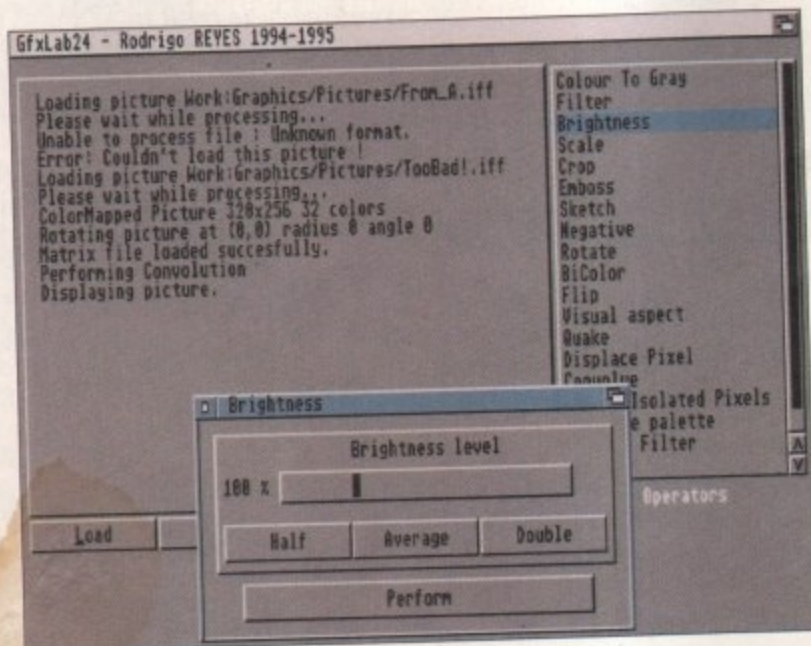 GfxLab24 - Rodrigo REYES 1994-1995
Loading picture Work:Graphics/Pictures/From_A.iff
Please wait while processing...
Unable to process file : Unknown format.
Error: Couldn't load this picture !
Loading picture Work:Graphics/Pictures/TooBad!.iff
Please wait while processing...
ColorMapped Picture 320x256 32 colors
Rotating picture at (0,0) radius 0 angle 0
Matrix file loaded succesfully.
Performing Convolution
Displaying picture.
Colour To Gray
Filter
Brightness
Scale
Crop
Emboss
Sketch
Negative
Rotate
BiColor
Flip
Visual aspect
Quake
Displace Pixel
Convolve
Isolated Pixels
e palette
Filter
Operators
Load
Brightness
Brightness level
100 %
Half
Average
Double
Perform